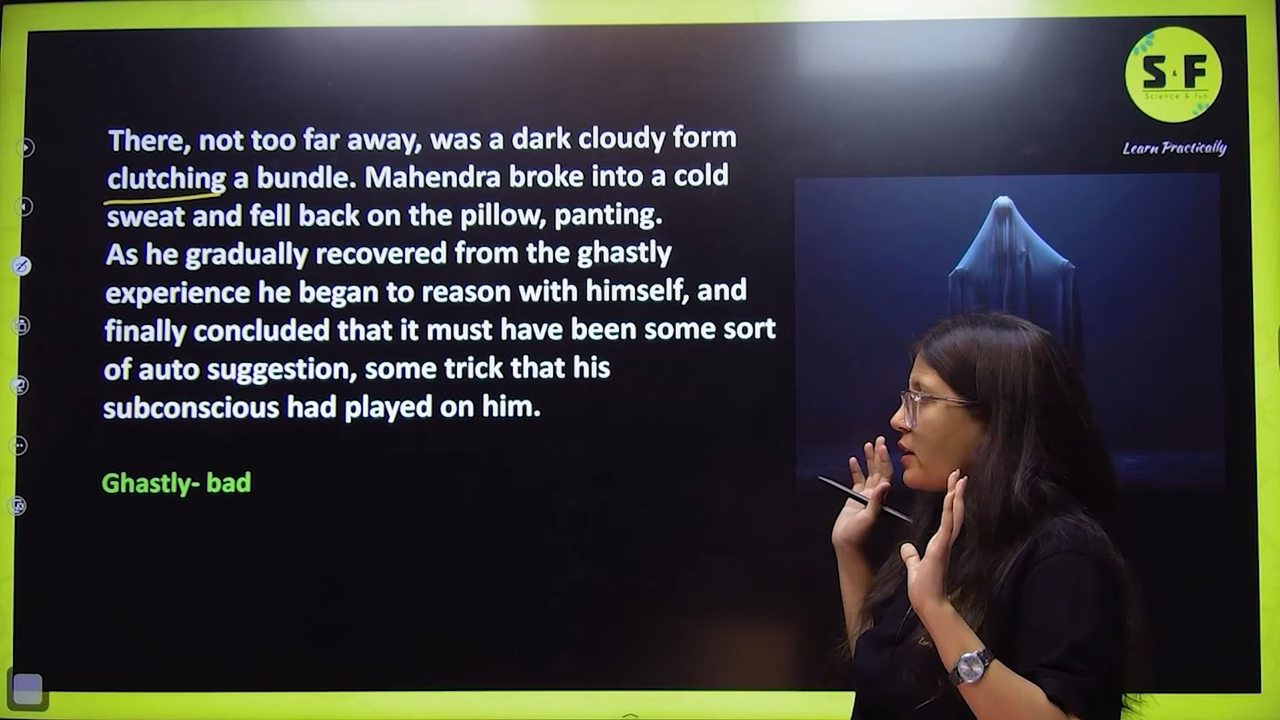 There, not too far away, was a dark cloudy form
clutching a bundle. Mahendra broke into a cold
sweat and fell back on the pillow, panting.
As he gradually recovered from the ghastly
experience he began to reason with himself, and
finally concluded that it must have been some sort
of auto suggestion, some trick that his
subconscious had played on him.
Ghastly- bad
S&F
Science & fun
Learn Practically